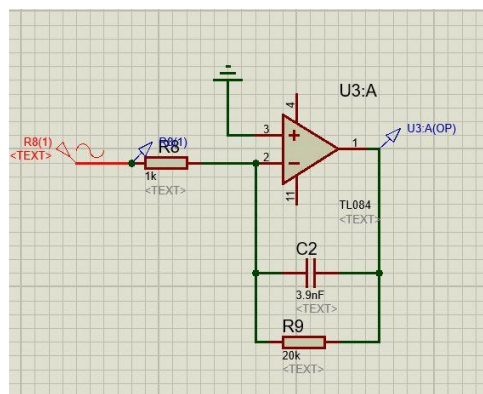 U3:A
4
R8(1)
<TEXT>
R8(1)
R8
1k
<TEXT>
3
2
1
11
U3:A(OP)
TL084
<TEXT>
C2
3.9nF
<TEXT>
R9
20k
<TEXT>